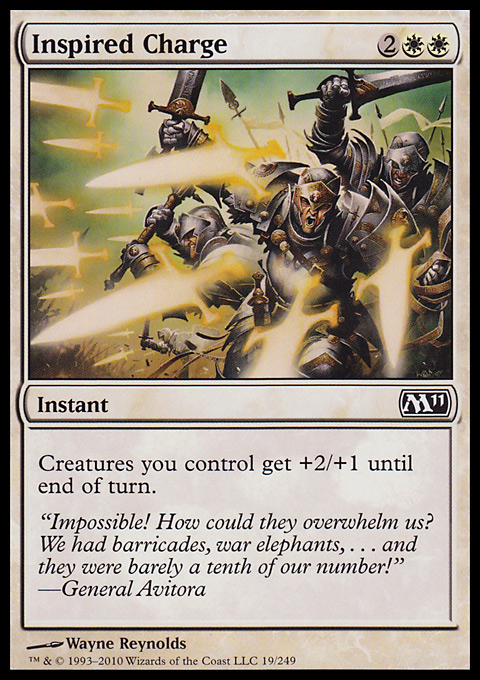 Inspired Charge 2
Instant M11
Creatures you control get +2/+1 until
end of turn.
“Impossible! How could they overwhelm us?
We had barricades, war elephants, . . . and
they were barely a tenth of our number!”
—General Avitora
Wayne Reynolds
™ & © 1993–2010 Wizards of the Coast LLC 19/249